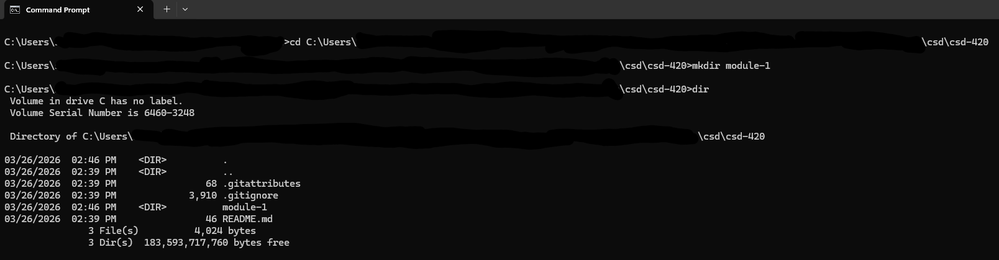 Command Prompt
C:\Users\ >cd C:\Users\ \csd\csd-420
C:\Users\ \csd\csd-420>mkdir module-1
C:\Users\ \csd\csd-420>dir
 Volume in drive C has no label.
 Volume Serial Number is 6460-3248
 Directory of C:\Users\ \csd\csd-420
03/26/2026  02:46 PM    <DIR>          .
03/26/2026  02:39 PM    <DIR>          ..
03/26/2026  02:39 PM                68 .gitattributes
03/26/2026  02:39 PM             3,910 .gitignore
03/26/2026  02:46 PM    <DIR>          module-1
03/26/2026  02:39 PM                46 README.md
               3 File(s)          4,024 bytes
               3 Dir(s)  183,593,717,760 bytes free